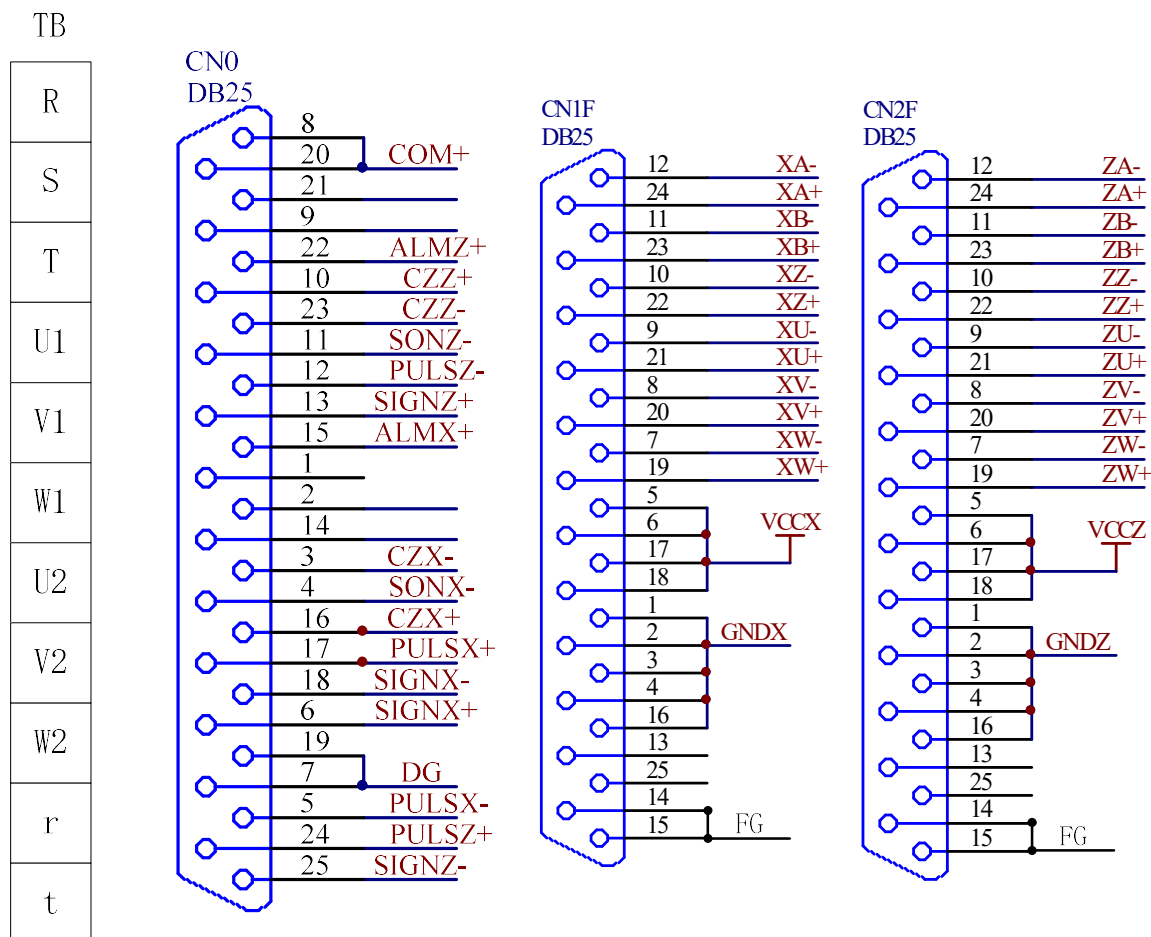 TB
R
S
T
U1
V1
W1
U2
V2
W2
r
t
CN0
DB25
8
20 COM+
21
9
22 ALMZ+
10 CZZ+
23 CZZ-
11 SONZ-
12 PULSZ-
13 SIGNZ+
15 ALMX+
1
2
14
3 CZX-
4 SONX-
16 CZX+
17 PULSX+
18 SIGNX-
6 SIGNX+
19
7 DG
5 PULSX-
24 PULSZ+
25 SIGNZ-
CN1F
DB25
12 XA-
24 XA+
11 XB-
23 XB+
10 XZ-
22 XZ+
9 XU-
21 XU+
8 XV-
20 XV+
7 XW-
19 XW+
5
6 VCCX
17
18
1
2 GNDX
3
4
16
13
25
14
15 FG
CN2F
DB25
12 ZA-
24 ZA+
11 ZB-
23 ZB+
10 ZZ-
22 ZZ+
9 ZU-
21 ZU+
8 ZV-
20 ZV+
7 ZW-
19 ZW+
5
6 VCCZ
17
18
1
2 GNDZ
3
4
16
13
25
14
15 FG